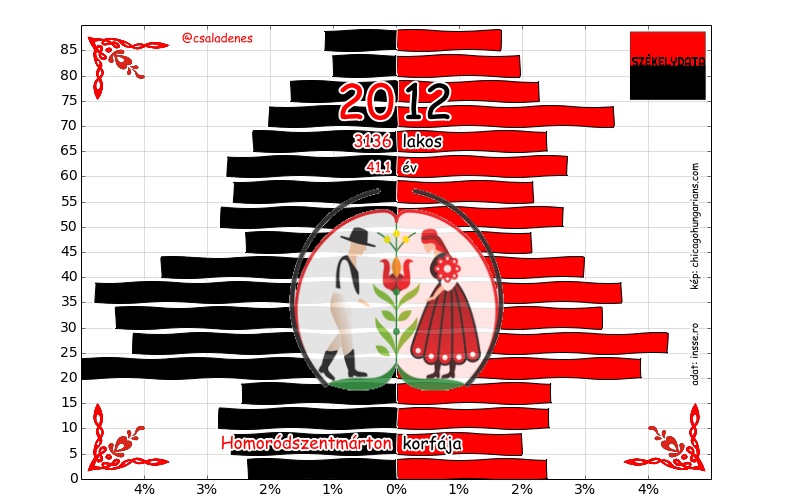 @csaladenes
SZÉKELYDATA
2012
3136 lakos
41,1 év
kép: chicagohungarians.com
adat: insse.ro
Homoródszentmárton korfája
85
80
75
70
65
60
55
50
45
40
35
30
25
20
15
10
5
0
4% 3% 2% 1% 0% 1% 2% 3% 4%